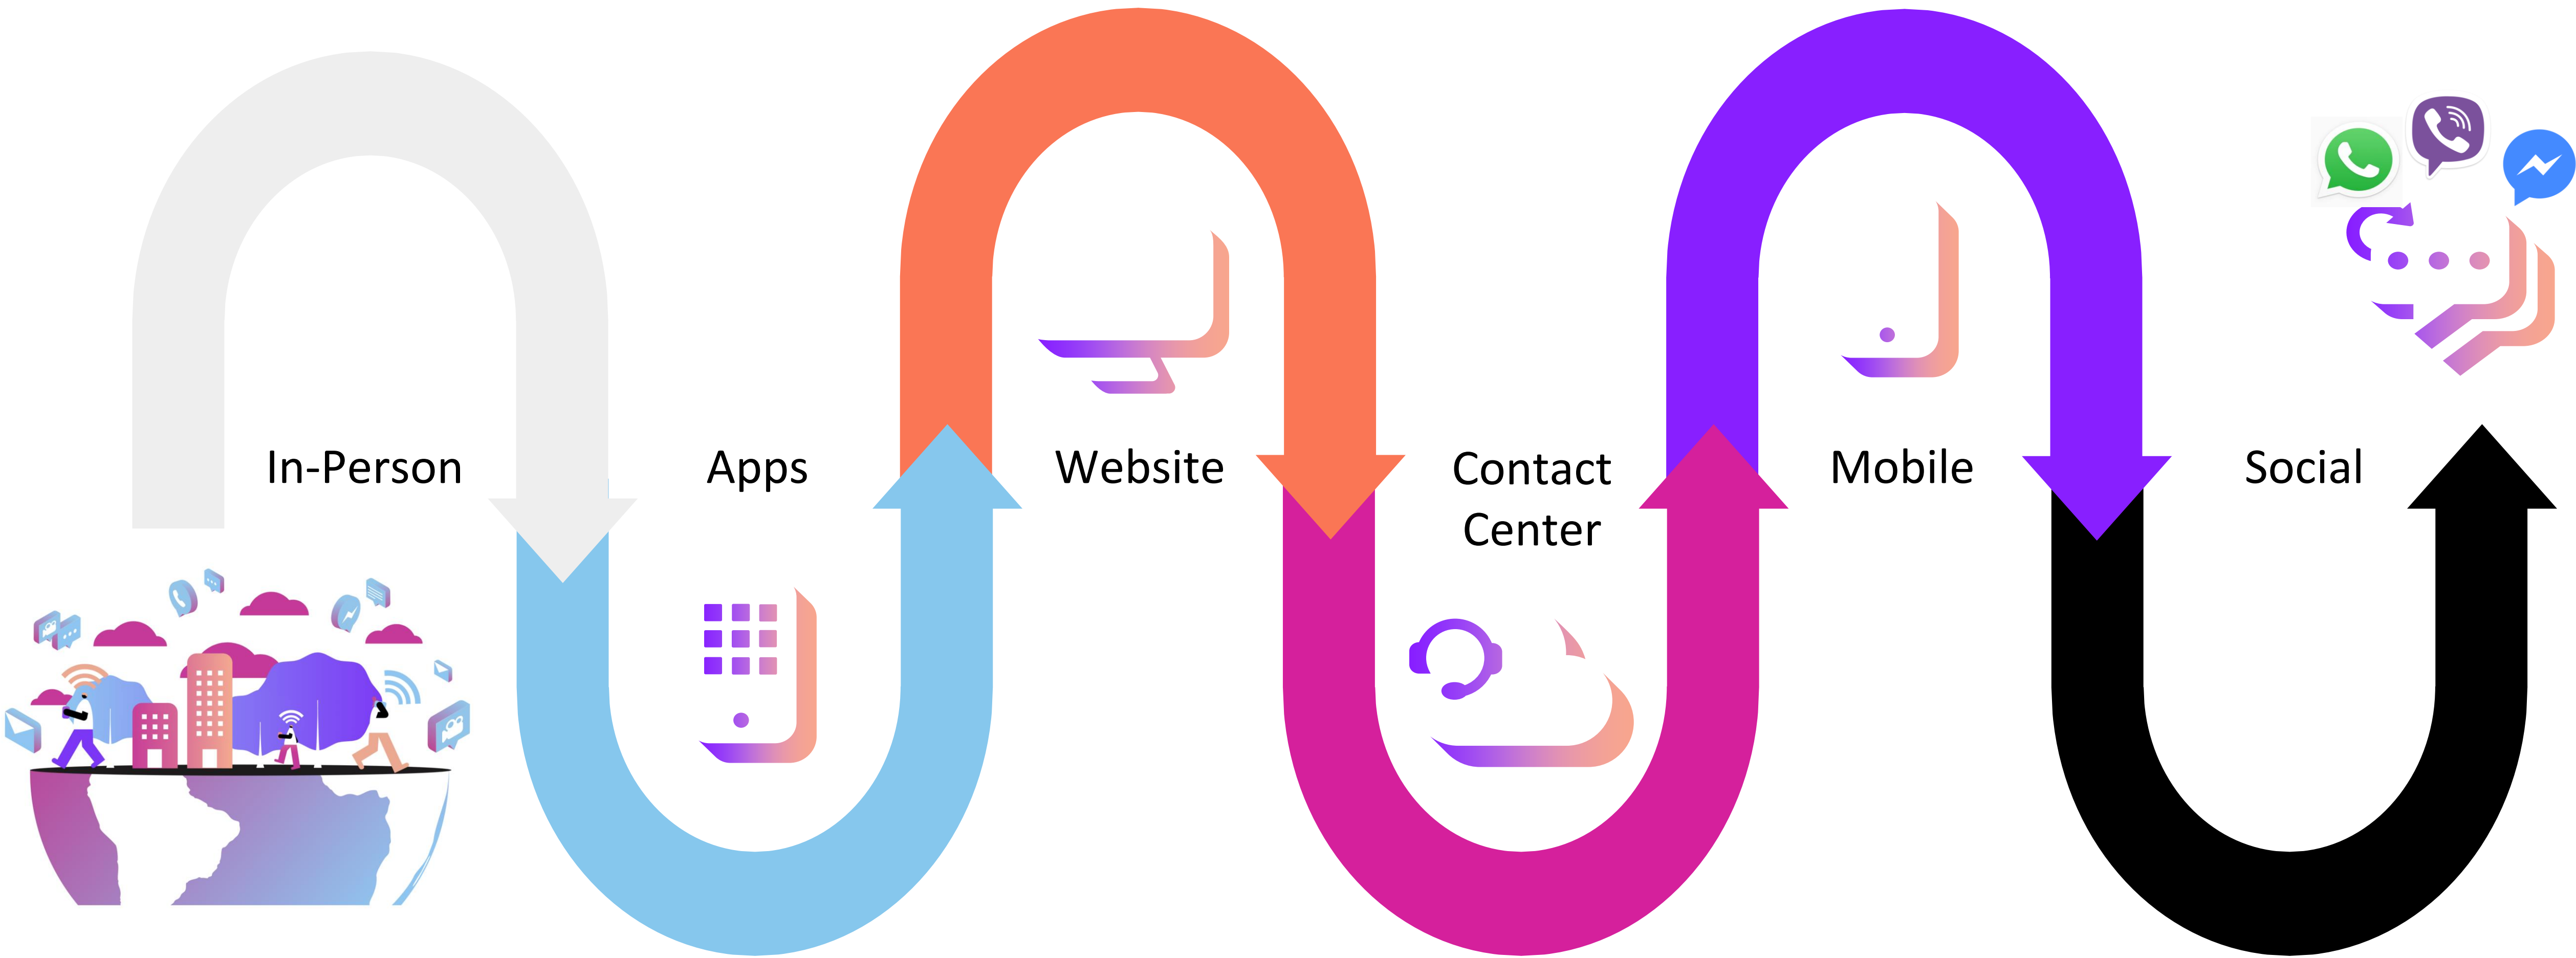 In-Person
Apps
Website
Contact
Center
Mobile
Social